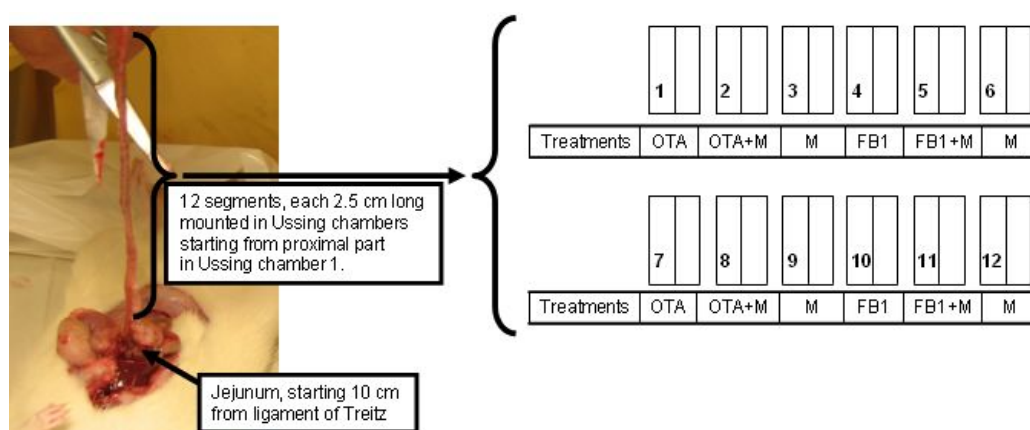 1 2 3 4 5 6
Treatments OTA OTA+M M FB1 FB1+M M
12 segments, each 2.5 cm long
mounted in Ussing chambers
starting from proximal part
in Ussing chamber 1.
7 8 9 10 11 12
Treatments OTA OTA+M M FB1 FB1+M M
Jejunum, starting 10 cm
from ligament of Treitz